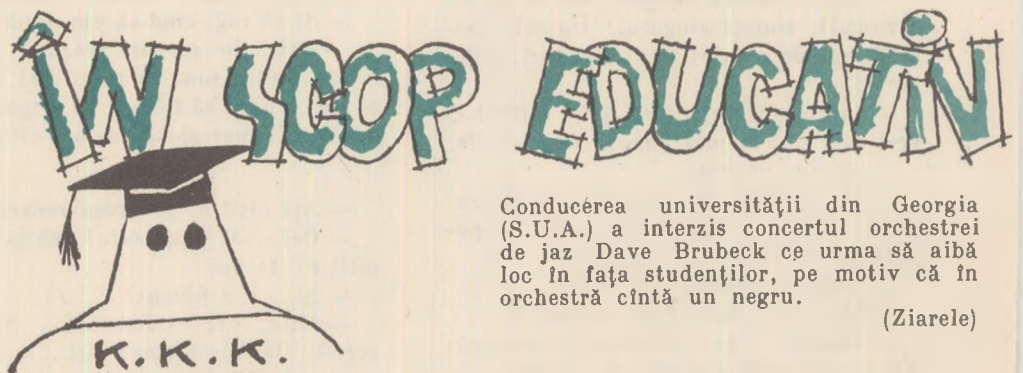 IN SCOP EDUCATIV
Conducerea universității din Georgia
(S.U.A.) a interzis concertul orchestrei
de jaz Dave Brubeck ce urma să aibă
loc în fața studenților, pe motiv că în
orchestră cîntă un negru.
(Ziarele)
K.K.K.